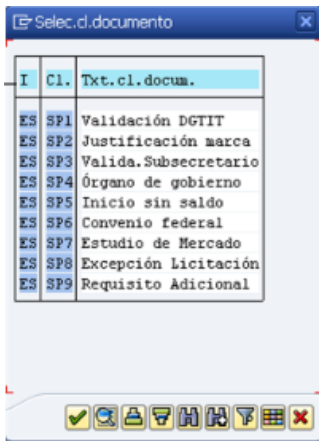 Selec.cl.documento
I Cl. Txt.cl.docum.
ES SP1 Validación DGTIT
ES SP2 Justificación marca
ES SP3 Valida.Subsecretario
ES SP4 Órgano de gobierno
ES SP5 Inicio sin saldo
ES SP6 Convenio federal
ES SP7 Estudio de Mercado
ES SP8 Excepción Licitación
ES SP9 Requisito Adicional